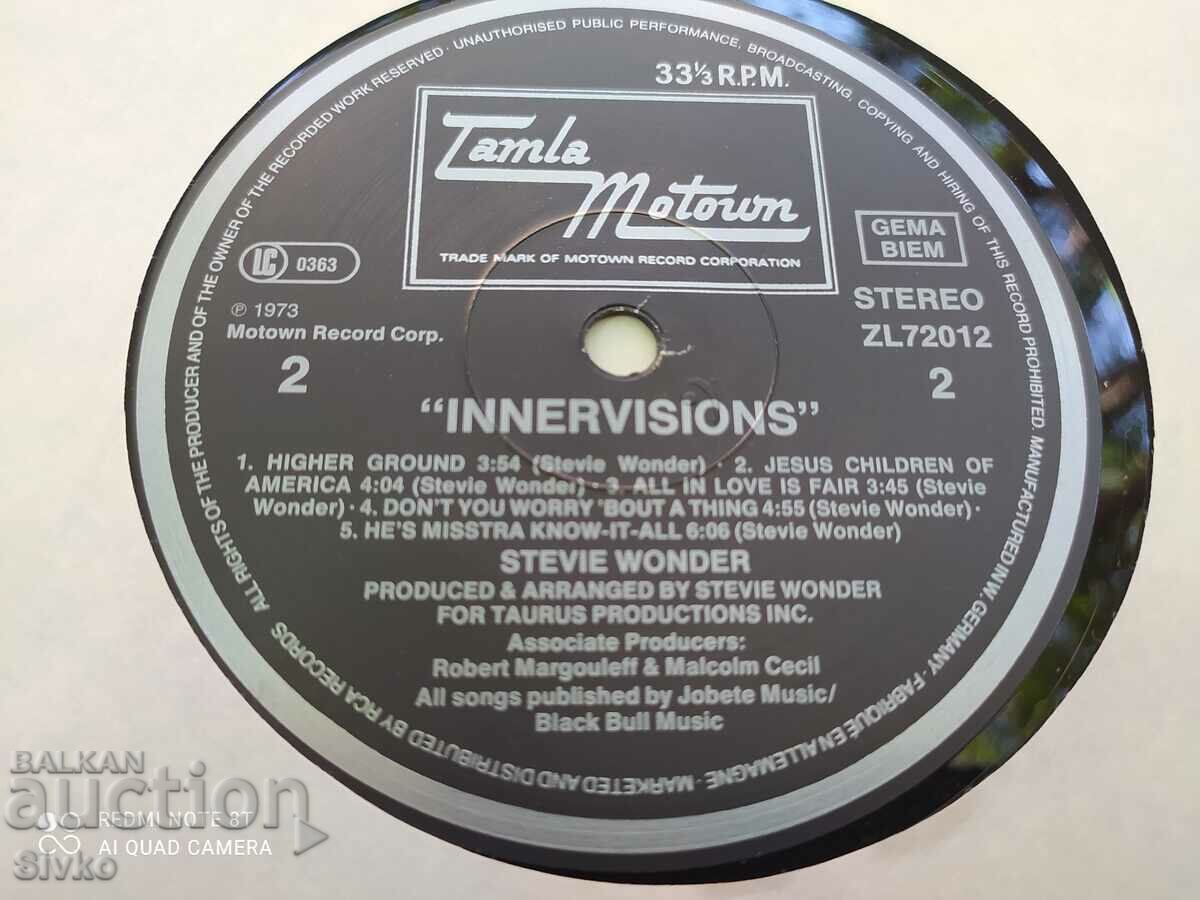 ALL RIGHTS OF THE PRODUCER AND OF THE OWNER OF THE RECORDED WORK RESERVED · UNAUTHORISED PUBLIC PERFORMANCE, BROADCASTING, COPYING AND HIRING OF THIS RECORD PROHIBITED. MANUFACTURED IN W. GERMANY · FABRIQUÉ EN ALLEMAGNE · MARKETED AND DISTRIBUTED BY RCA RECORDS
33⅓ R.P.M.
Tamla
Motown
TRADE MARK OF MOTOWN RECORD CORPORATION
GEMA
BIEM
LC 0363
STEREO
℗ 1973
Motown Record Corp.
ZL72012
2
2
"INNERVISIONS"
1. HIGHER GROUND 3:54 (Stevie Wonder) · 2. JESUS CHILDREN OF
AMERICA 4:04 (Stevie Wonder) · 3. ALL IN LOVE IS FAIR 3:45 (Stevie
Wonder) · 4. DON'T YOU WORRY 'BOUT A THING 4:55 (Stevie Wonder) ·
5. HE'S MISSTRA KNOW-IT-ALL 6:06 (Stevie Wonder)
STEVIE WONDER
PRODUCED & ARRANGED BY STEVIE WONDER
FOR TAURUS PRODUCTIONS INC.
Associate Producers:
Robert Margouleff & Malcolm Cecil
All songs published by Jobete Music/
Black Bull Music
BALKAN
auction
REDMI NOTE 8T
AI QUAD CAMERA
Sivko